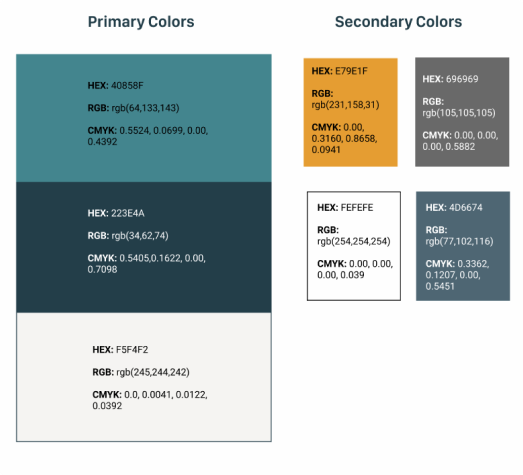 Primary Colors
HEX: 40858F
RGB: rgb(64,133,143)
CMYK: 0.5524, 0.0699, 0.00,
0.4392
HEX: 223E4A
RGB: rgb(34,62,74)
CMYK: 0.5405,0.1622, 0.00,
0.7098
HEX: F5F4F2
RGB: rgb(245,244,242)
CMYK: 0.0, 0.0041, 0.0122,
0.0392
Secondary Colors
HEX: E79E1F
RGB:
rgb(231,158,31)
CMYK: 0.00,
0.3160, 0.8658,
0.0941
HEX: 696969
RGB:
rgb(105,105,105)
CMYK: 0.00, 0.00,
0.00, 0.5882
HEX: FEFEFE
RGB:
rgb(254,254,254)
CMYK: 0.00, 0.00,
0.00, 0.039
HEX: 4D6674
RGB:
rgb(77,102,116)
CMYK: 0.3362,
0.1207, 0.00,
0.5451